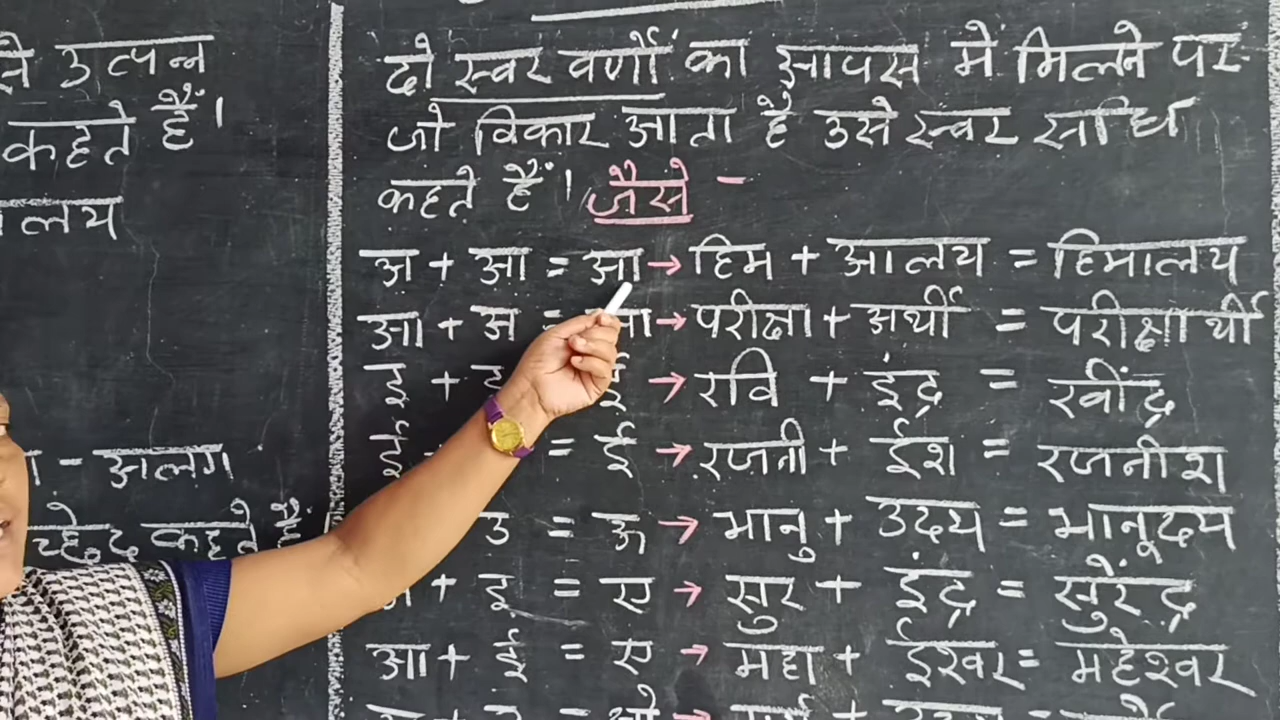 से उत्पन्न
कहते हैं।
लय
- अलग
च्छेद कहते हैं
दो स्वर वर्णों का आपस में मिलने पर
जो विकार आता है उसे स्वर संधि
कहते हैं। जैसे -
अ + आ = आ → हिम + आलय = हिमालय
आ + अ = आ → परीक्षा + अर्थी = परीक्षार्थी
इ + इ = ई → रवि + इंद्र = रवींद्र
ई = ई → रजनी + ईश = रजनीश
उ = ऊ → भानु + उदय = भानूदय
+ इ = ए → सुर + इंद्र = सुरेंद्र
आ + ई = ए → महा + ईश्वर = महेश्वर